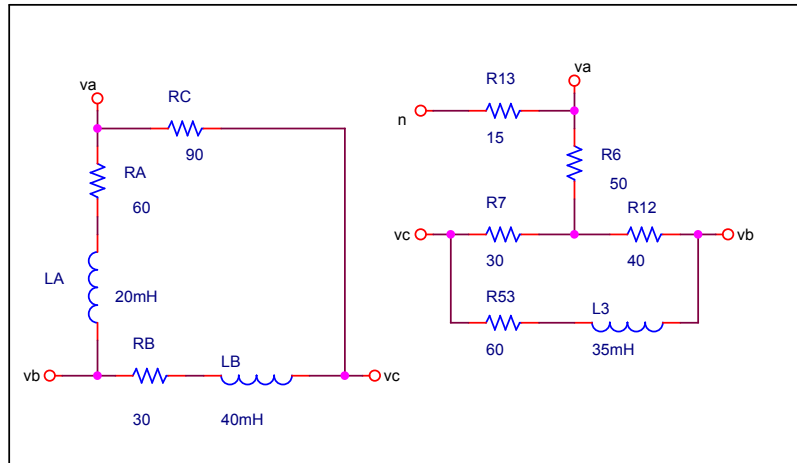 va
RC
90
RA
60
LA
20mH
RB
LB
vb
vc
30
40mH
va
R13
n
15
R6
50
R7
R12
vc
vb
30
40
R53
L3
60
35mH